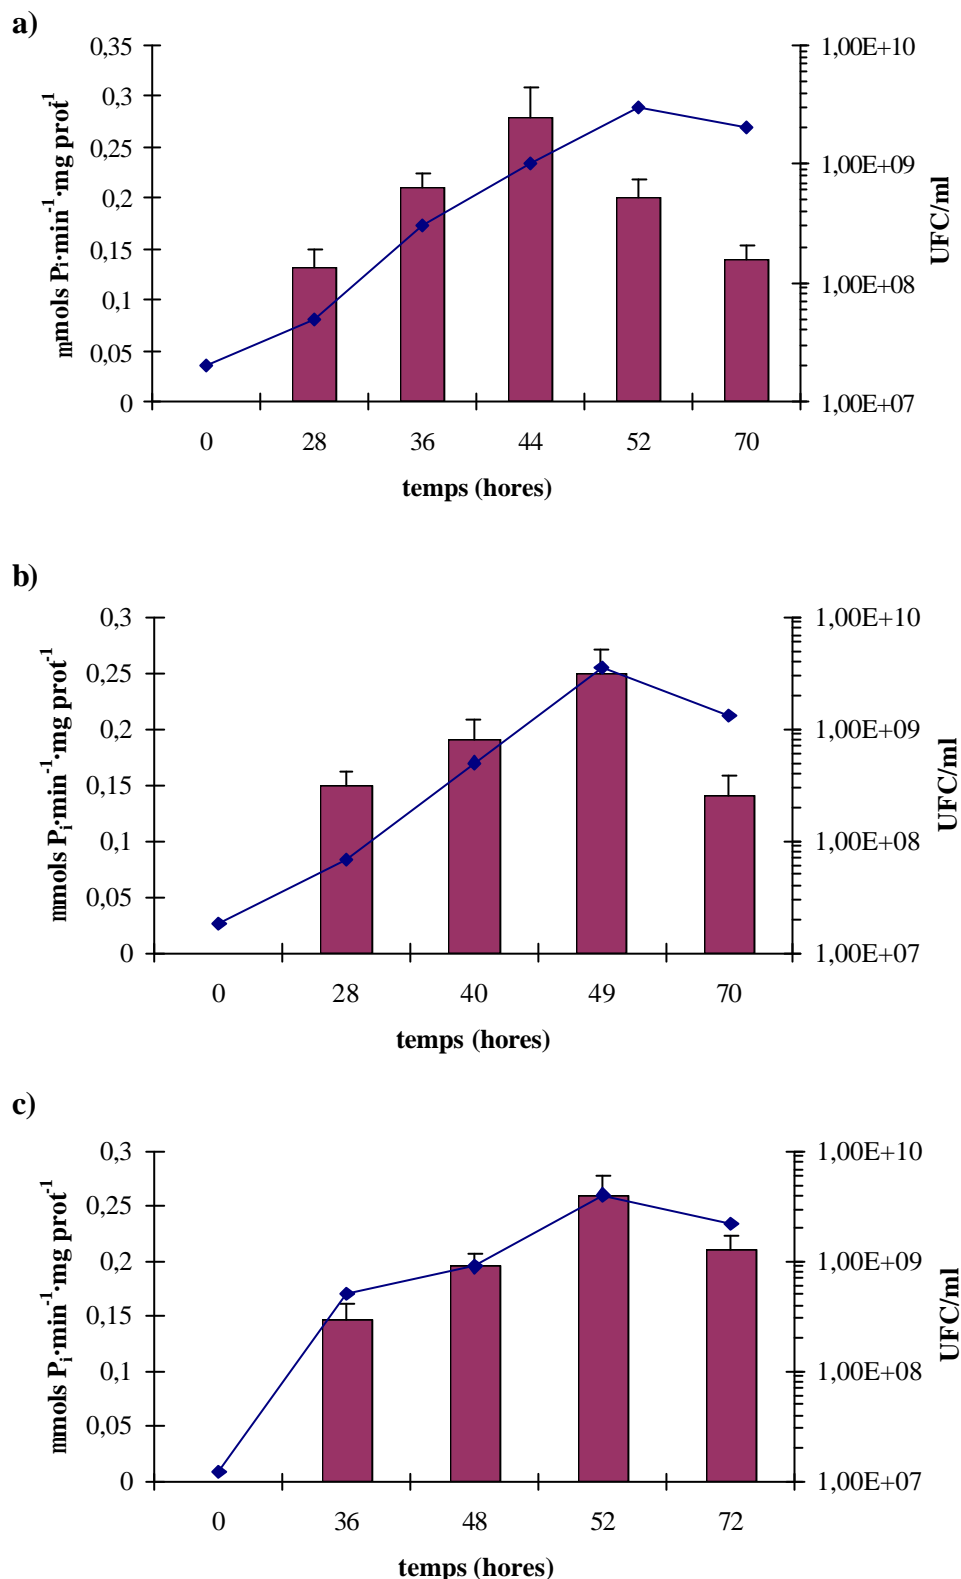 a)
0,35
0,3
0,25
0,2
0,15
0,1
0,05
0
mmols Pi·min-1·mg prot-1
1,00E+10
1,00E+09
1,00E+08
1,00E+07
UFC/ml
0 28 36 44 52 70
temps (hores)
b)
0,3
0,25
0,2
0,15
0,1
0,05
0
mmols Pi·min-1·mg prot-1
1,00E+10
1,00E+09
1,00E+08
1,00E+07
UFC/ml
0 28 40 49 70
temps (hores)
c)
0,3
0,25
0,2
0,15
0,1
0,05
0
mmols Pi·min-1·mg prot-1
1,00E+10
1,00E+09
1,00E+08
1,00E+07
UFC/ml
0 36 48 52 72
temps (hores)